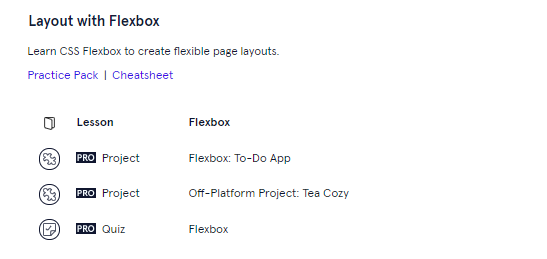 Layout with Flexbox
Learn CSS Flexbox to create flexible page layouts.
Practice Pack | Cheatsheet
Lesson Flexbox
PRO Project Flexbox: To-Do App
PRO Project Off-Platform Project: Tea Cozy
PRO Quiz Flexbox